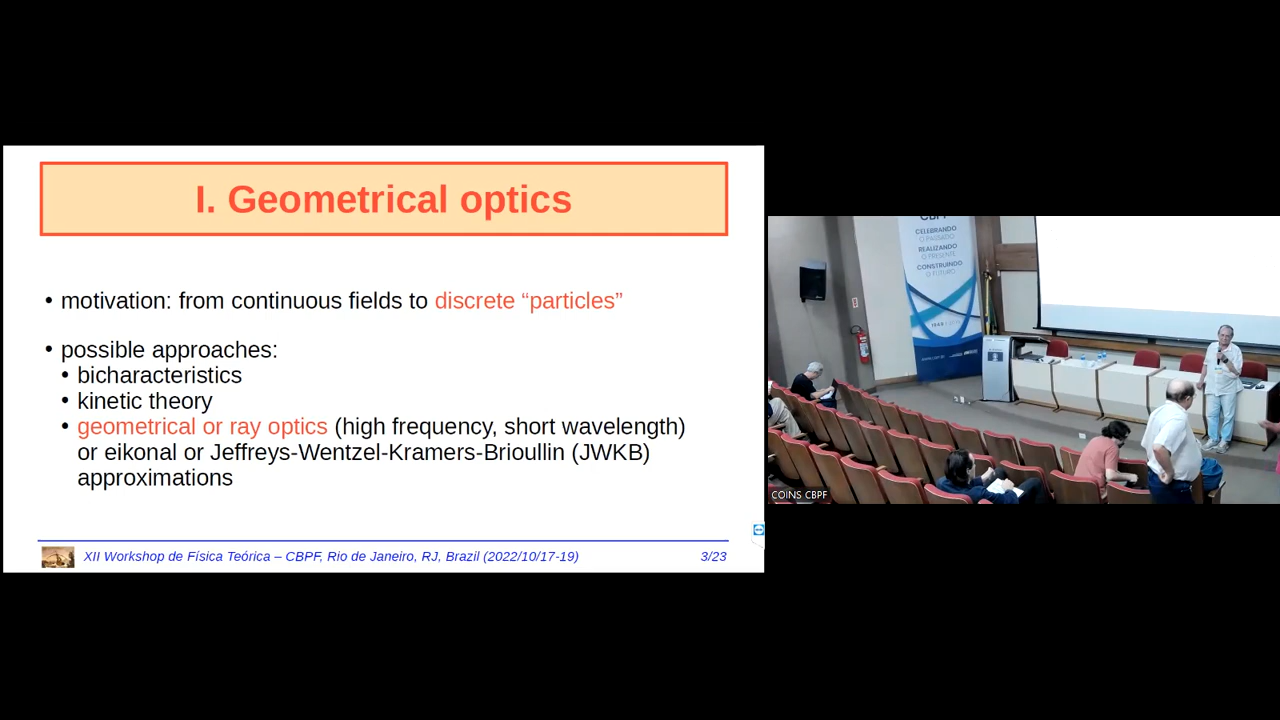 I. Geometrical optics
• motivation: from continuous fields to discrete “particles”
• possible approaches:
• bicharacteristics
• kinetic theory
• geometrical or ray optics (high frequency, short wavelength)
or eikonal or Jeffreys-Wentzel-Kramers-Brioullin (JWKB)
approximations
XII Workshop de Física Teórica – CBPF, Rio de Janeiro, RJ, Brazil (2022/10/17-19)
3/23
CELEBRANDO
O PASSADO
REALIZANDO
O PRESENTE
CONSTRUINDO
O FUTURO
COINS CBPF